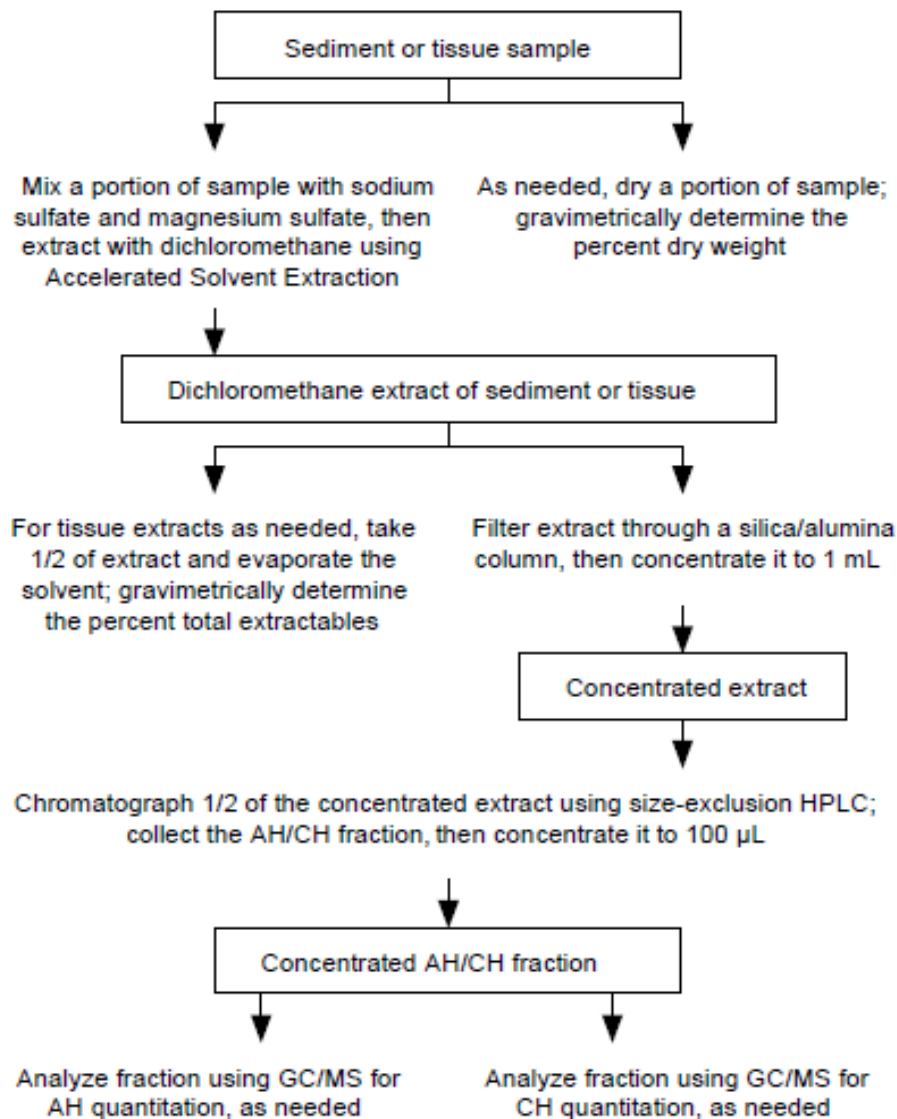 Sediment or tissue sample
Mix a portion of sample with sodium
sulfate and magnesium sulfate, then
extract with dichloromethane using
Accelerated Solvent Extraction
As needed, dry a portion of sample;
gravimetrically determine the
percent dry weight
Dichloromethane extract of sediment or tissue
For tissue extracts as needed, take
1/2 of extract and evaporate the
solvent; gravimetrically determine
the percent total extractables
Filter extract through a silica/alumina
column, then concentrate it to 1 mL
Concentrated extract
Chromatograph 1/2 of the concentrated extract using size-exclusion HPLC;
collect the AH/CH fraction, then concentrate it to 100 µL
Concentrated AH/CH fraction
Analyze fraction using GC/MS for
AH quantitation, as needed
Analyze fraction using GC/MS for
CH quantitation, as needed